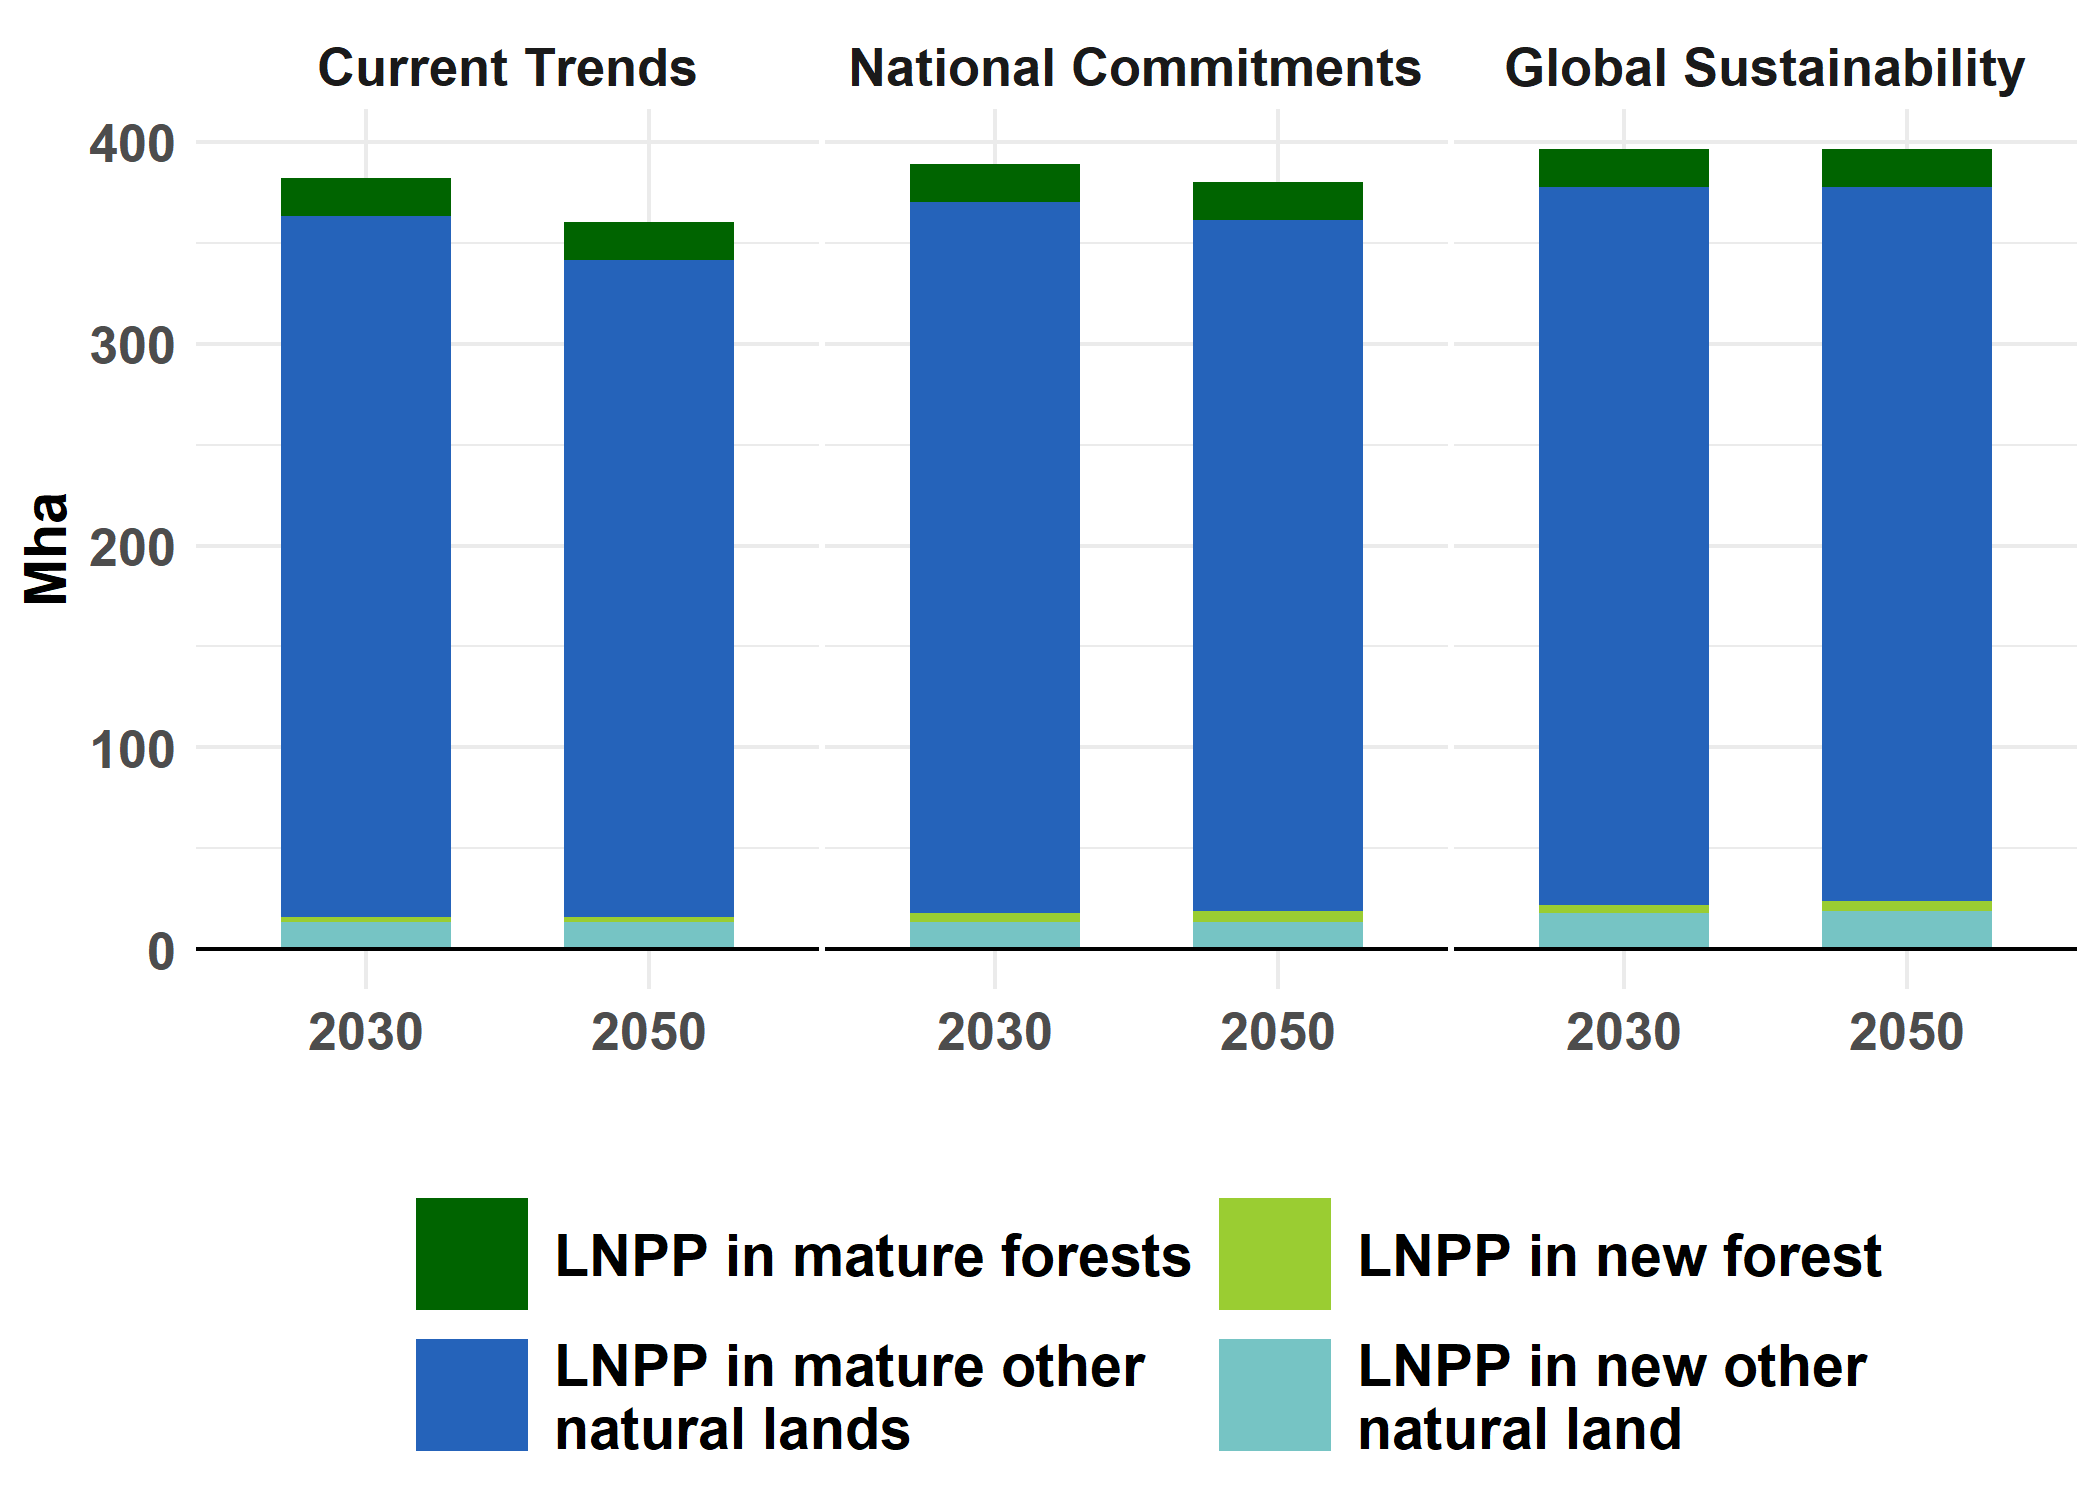 Current Trends
National Commitments
Global Sustainability
400
300
200
100
0
Mha
2030
2050
2030
2050
2030
2050
LNPP in mature forests
LNPP in mature other
natural lands
LNPP in new forest
LNPP in new other
natural land